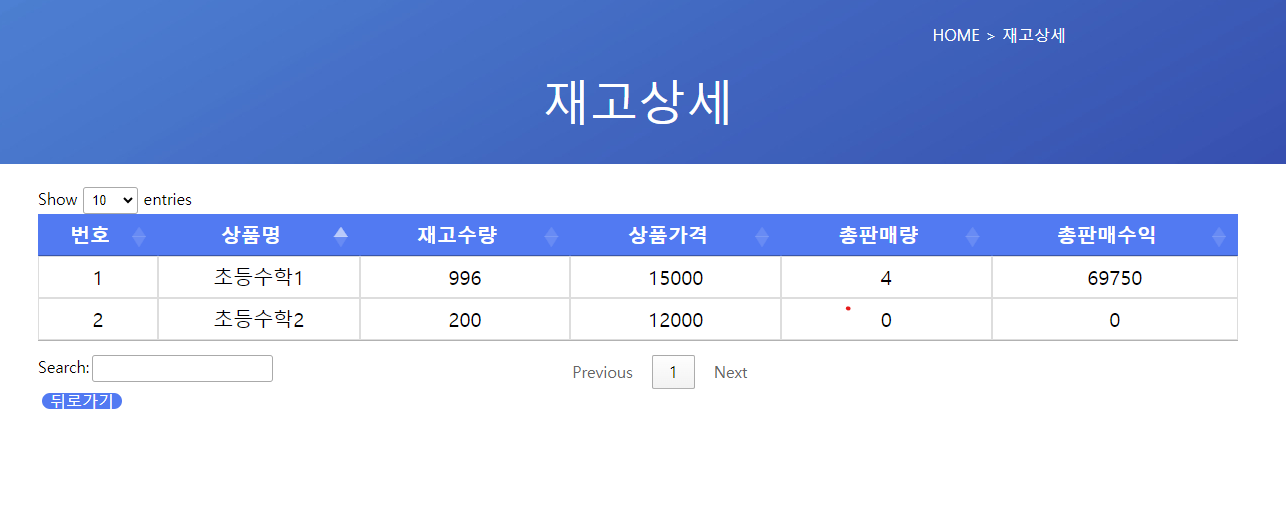 HOME > 재고상세
재고상세
Show 10 entries
번호 상품명 재고수량 상품가격 총판매량 총판매수익
1 초등수학1 996 15000 4 69750
2 초등수학2 200 12000 0 0
Search: Previous 1 Next
뒤로가기